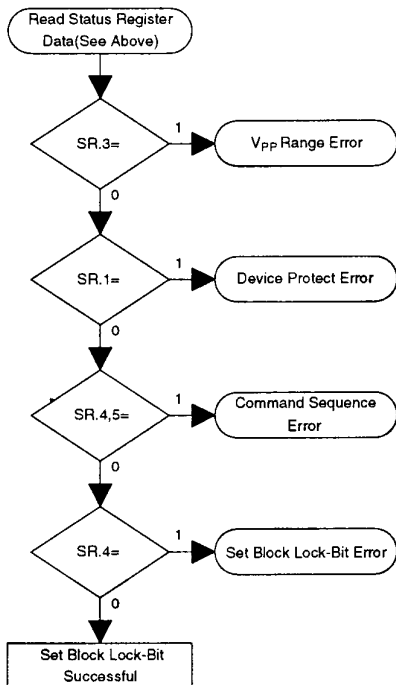 Read Status Register
Data(See Above)
SR.3=
1
VPP Range Error
0
SR.1=
1
Device Protect Error
0
SR.4,5=
1
Command Sequence
Error
0
SR.4=
1
Set Block Lock-Bit Error
0
Set Block Lock-Bit
Successful